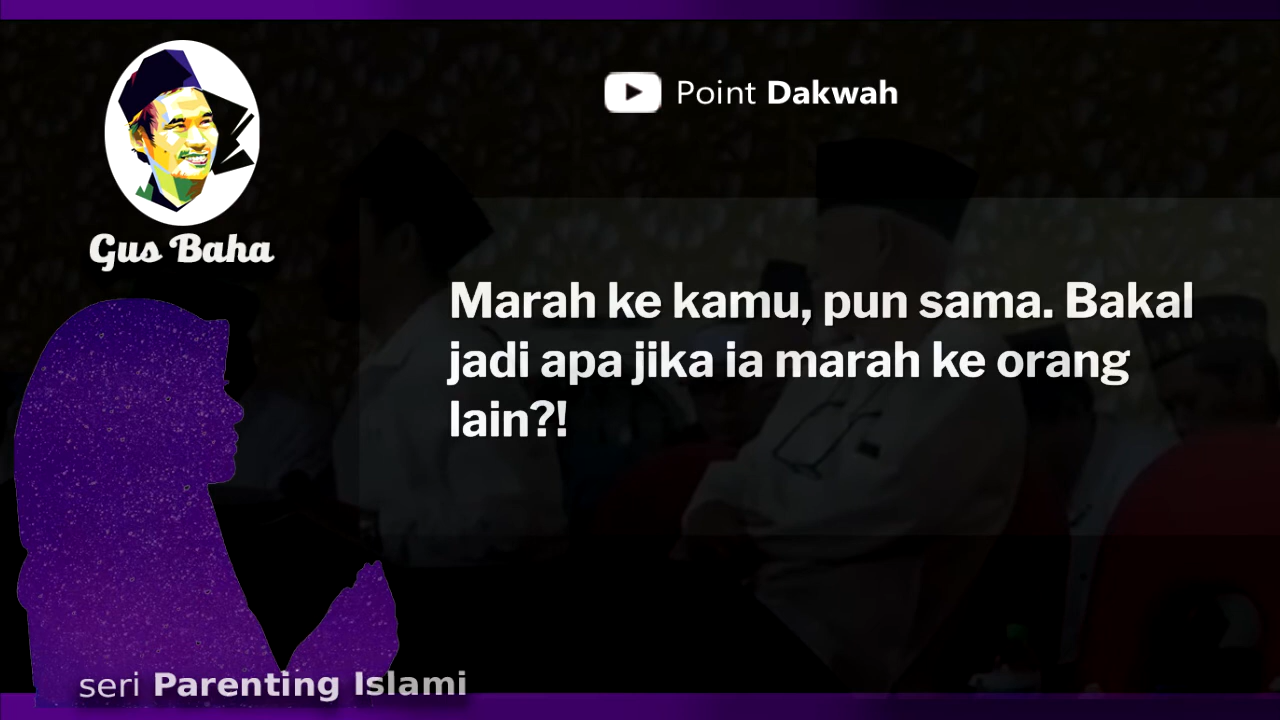 Point Dakwah
Gus Baha
Marah ke kamu, pun sama. Bakal
jadi apa jika ia marah ke orang
lain?!
seri Parenting Islami